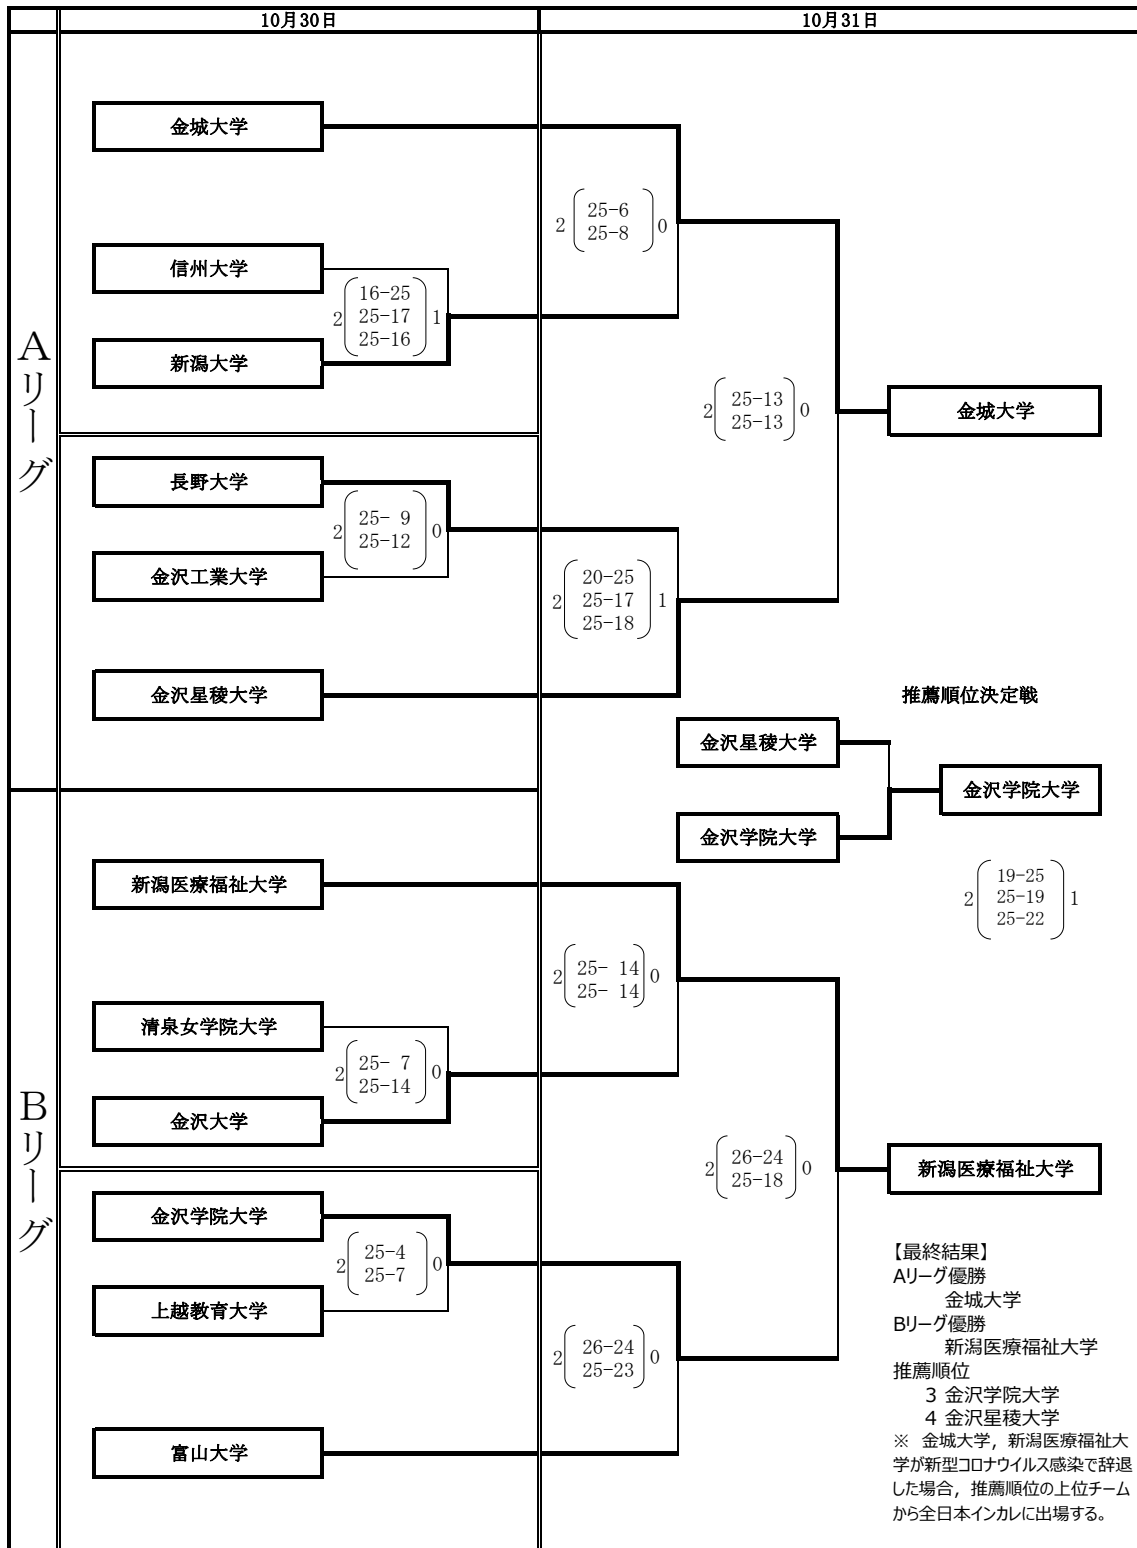 10月30日
10月31日
Aリーグ
金城大学
2 25-6 0
25-8
信州大学
16-25
2 25-17 1
25-16
新潟大学
2 25-13 0
25-13
金城大学
長野大学
2 25- 9 0
25-12
金沢工業大学
20-25
2 25-17 1
25-18
金沢星稜大学
推薦順位決定戦
金沢星稜大学
金沢学院大学
金沢学院大学
19-25
2 25-19 1
25-22
Bリーグ
新潟医療福祉大学
2 25- 14 0
25- 14
清泉女学院大学
2 25- 7 0
25-14
金沢大学
2 26-24 0
25-18
新潟医療福祉大学
金沢学院大学
2 25-4 0
25-7
上越教育大学
2 26-24 0
25-23
富山大学
【最終結果】
Aリーグ優勝
金城大学
Bリーグ優勝
新潟医療福祉大学
推薦順位
3 金沢学院大学
4 金沢星稜大学
※ 金城大学，新潟医療福祉大
学が新型コロナウイルス感染で辞退
した場合，推薦順位の上位チーム
から全日本インカレに出場する。